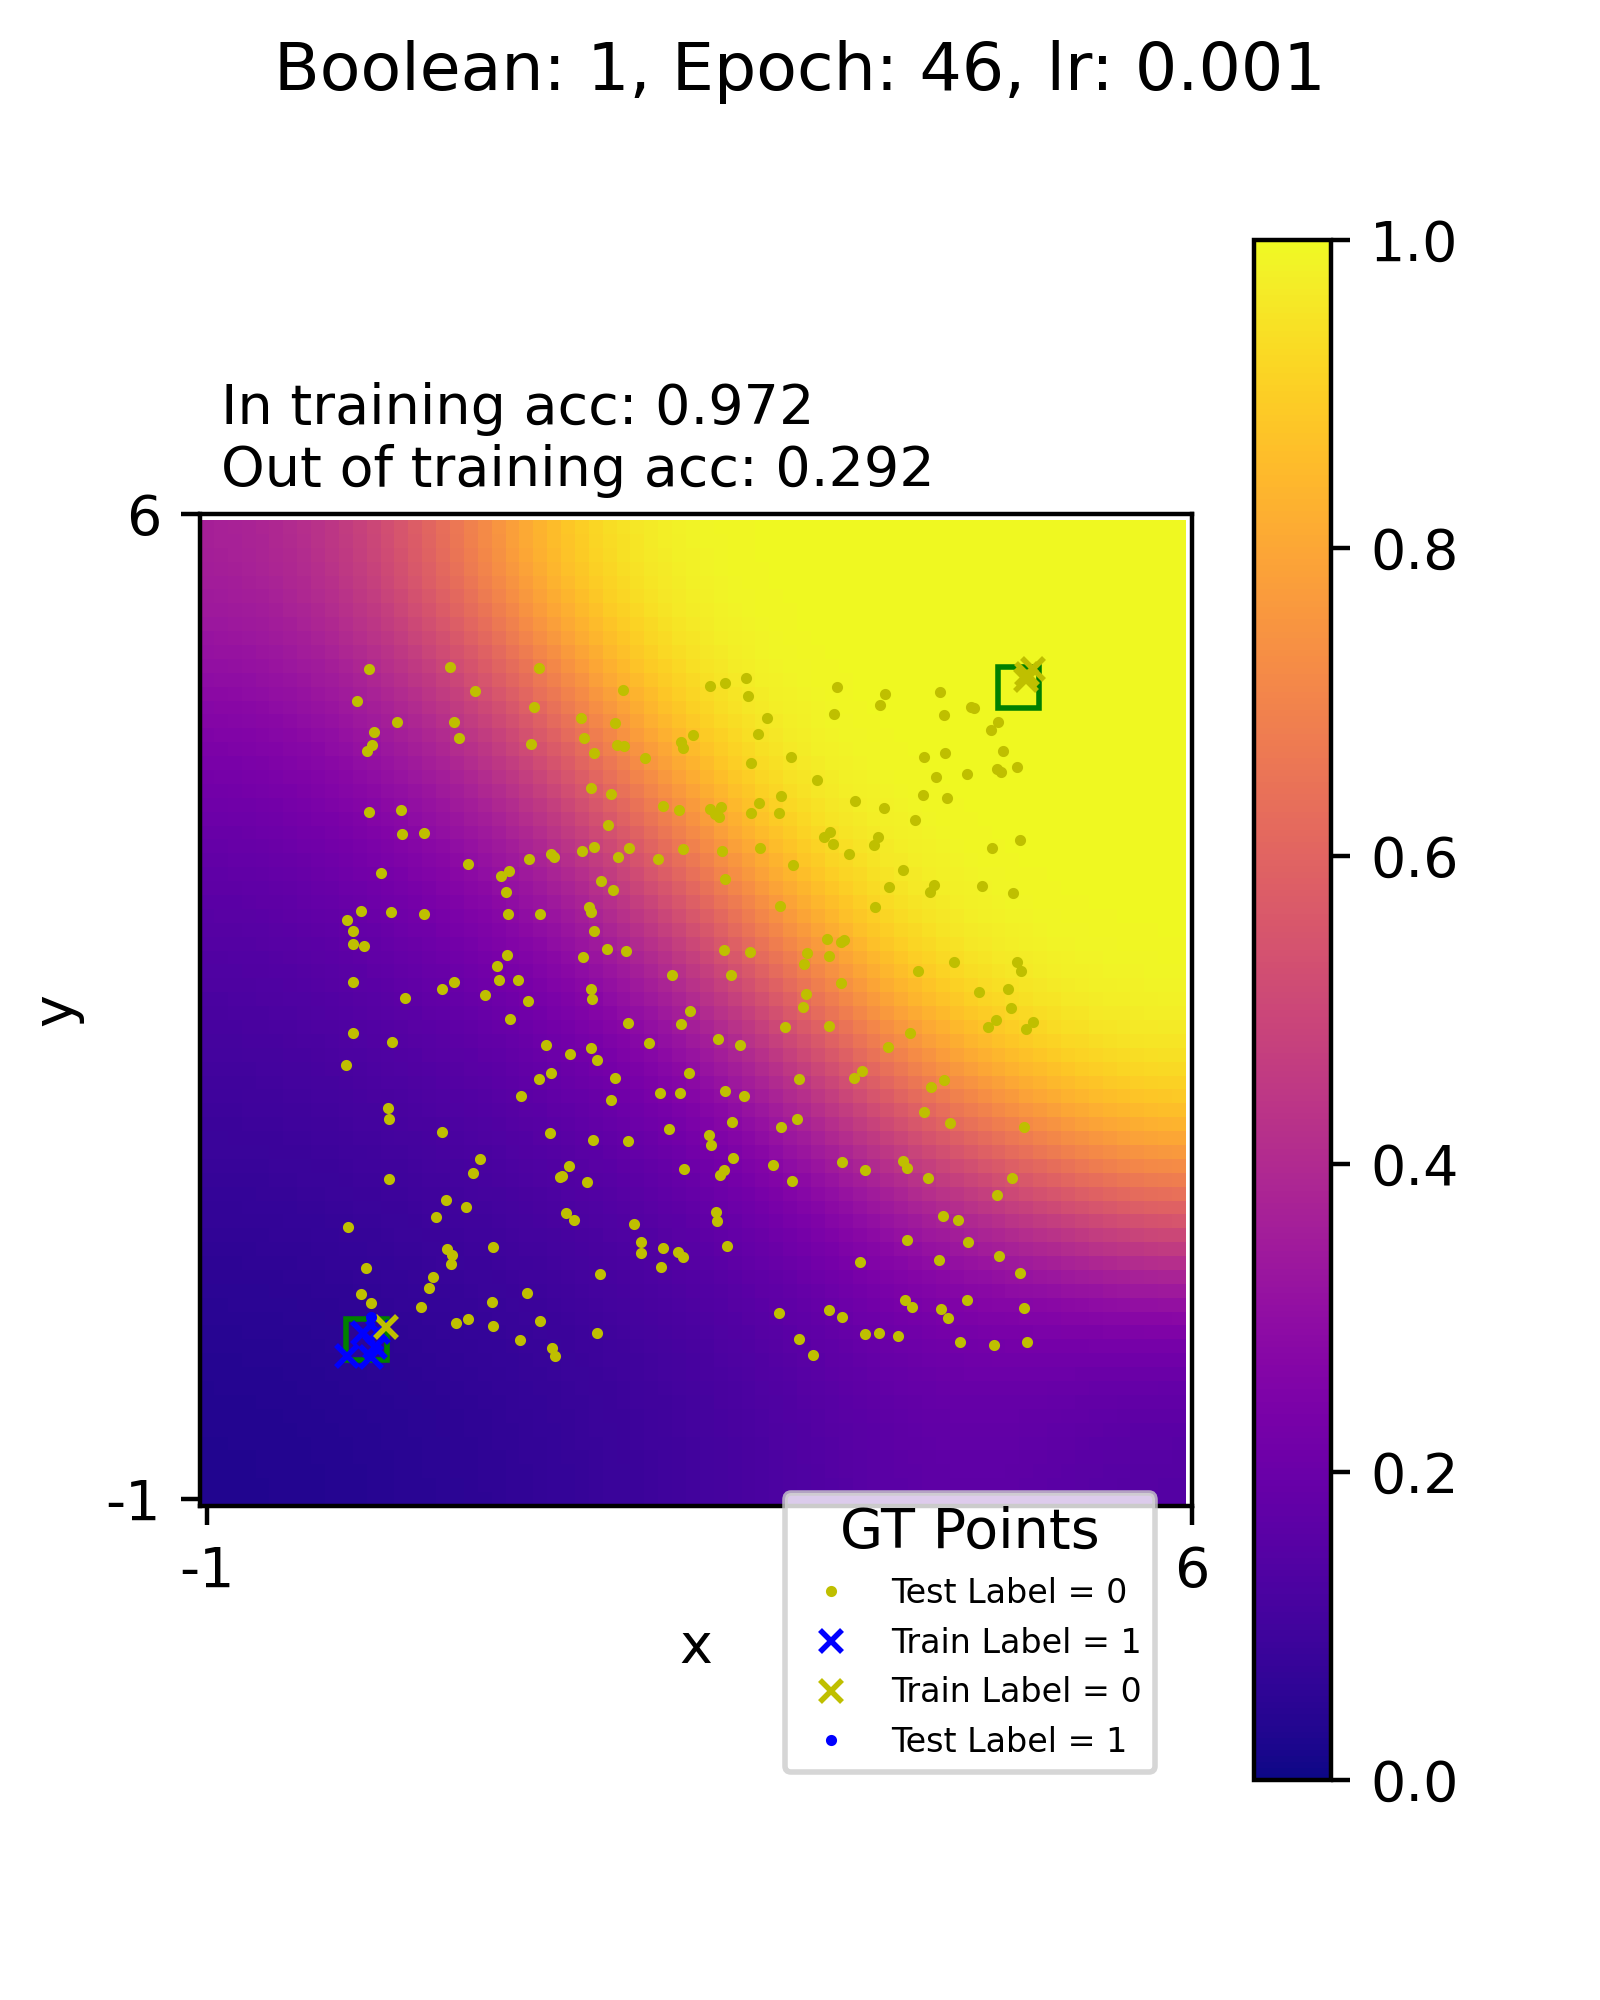 Boolean: 1, Epoch: 46, lr: 0.001
In training acc: 0.972
Out of training acc: 0.292
6
y
-1
-1
6
x
GT Points
Test Label = 0
Train Label = 1
Train Label = 0
Test Label = 1
1.0
0.8
0.6
0.4
0.2
0.0